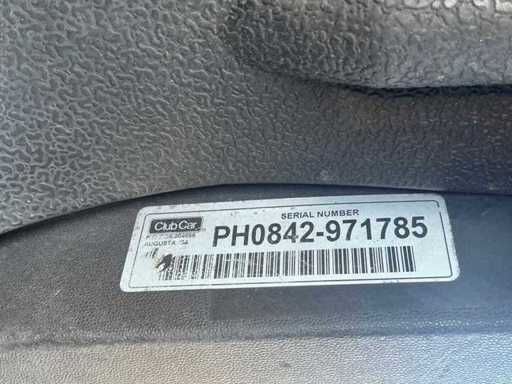 Club Car
SERIAL NUMBER
PH0842-971785
AUGUSTA, GA